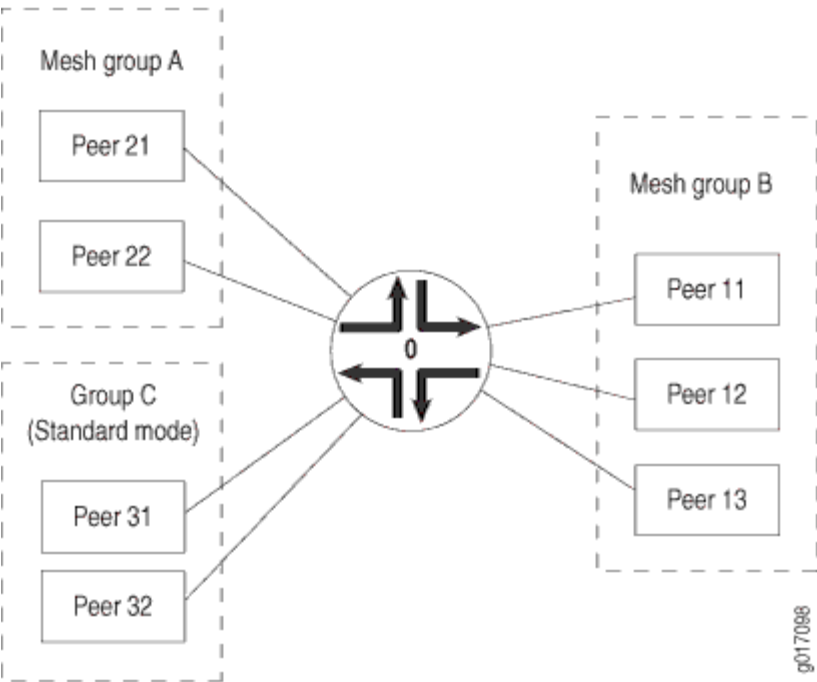 Mesh group A
Peer 21
Peer 22
Group C
(Standard mode)
Peer 31
Peer 32
0
Mesh group B
Peer 11
Peer 12
Peer 13
g017098